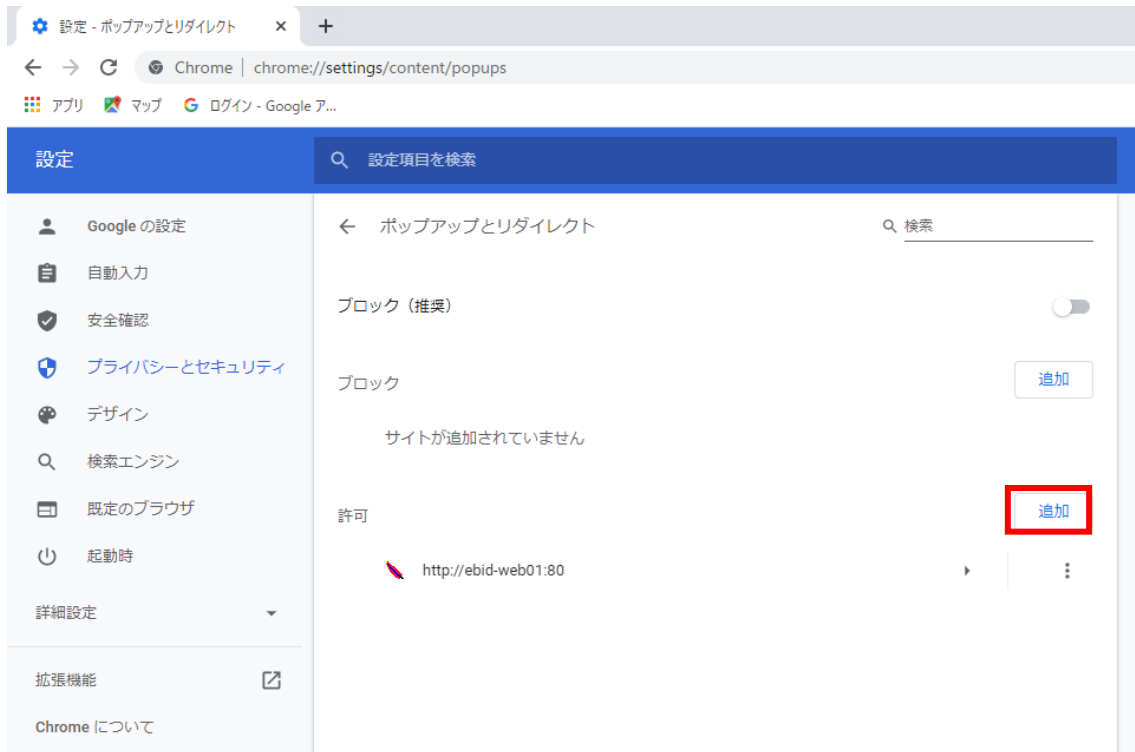 設定 - ポップアップとリダイレクト
Chrome | chrome://settings/content/popups
アプリ マップ ログイン - Google ア...
設定 設定項目を検索
Google の設定
自動入力
安全確認
プライバシーとセキュリティ
デザイン
検索エンジン
既定のブラウザ
起動時
詳細設定
拡張機能
Chrome について
ポップアップとリダイレクト 検索
ブロック（推奨）
ブロック 追加
サイトが追加されていません
許可 追加
http://ebid-web01:80